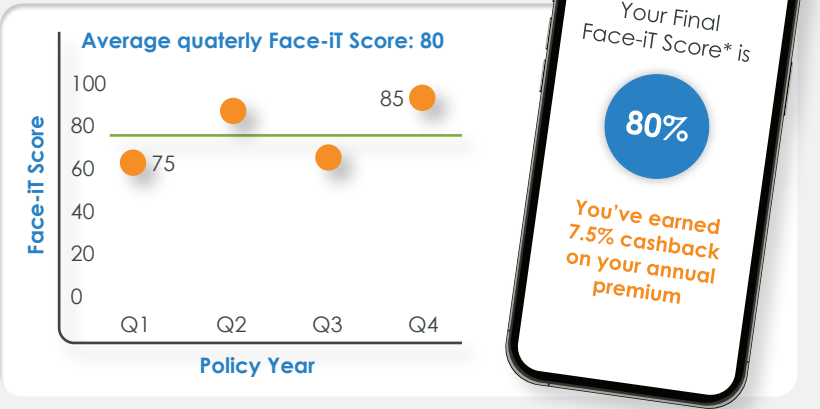 Average quaterly Face-iT Score: 80
100
80
60
40
20
0
Face-iT Score
75
85
Q1 Q2 Q3 Q4
Policy Year
Your Final
Face-iT Score* is
80%
You've earned
7.5% cashback
on your annual
premium